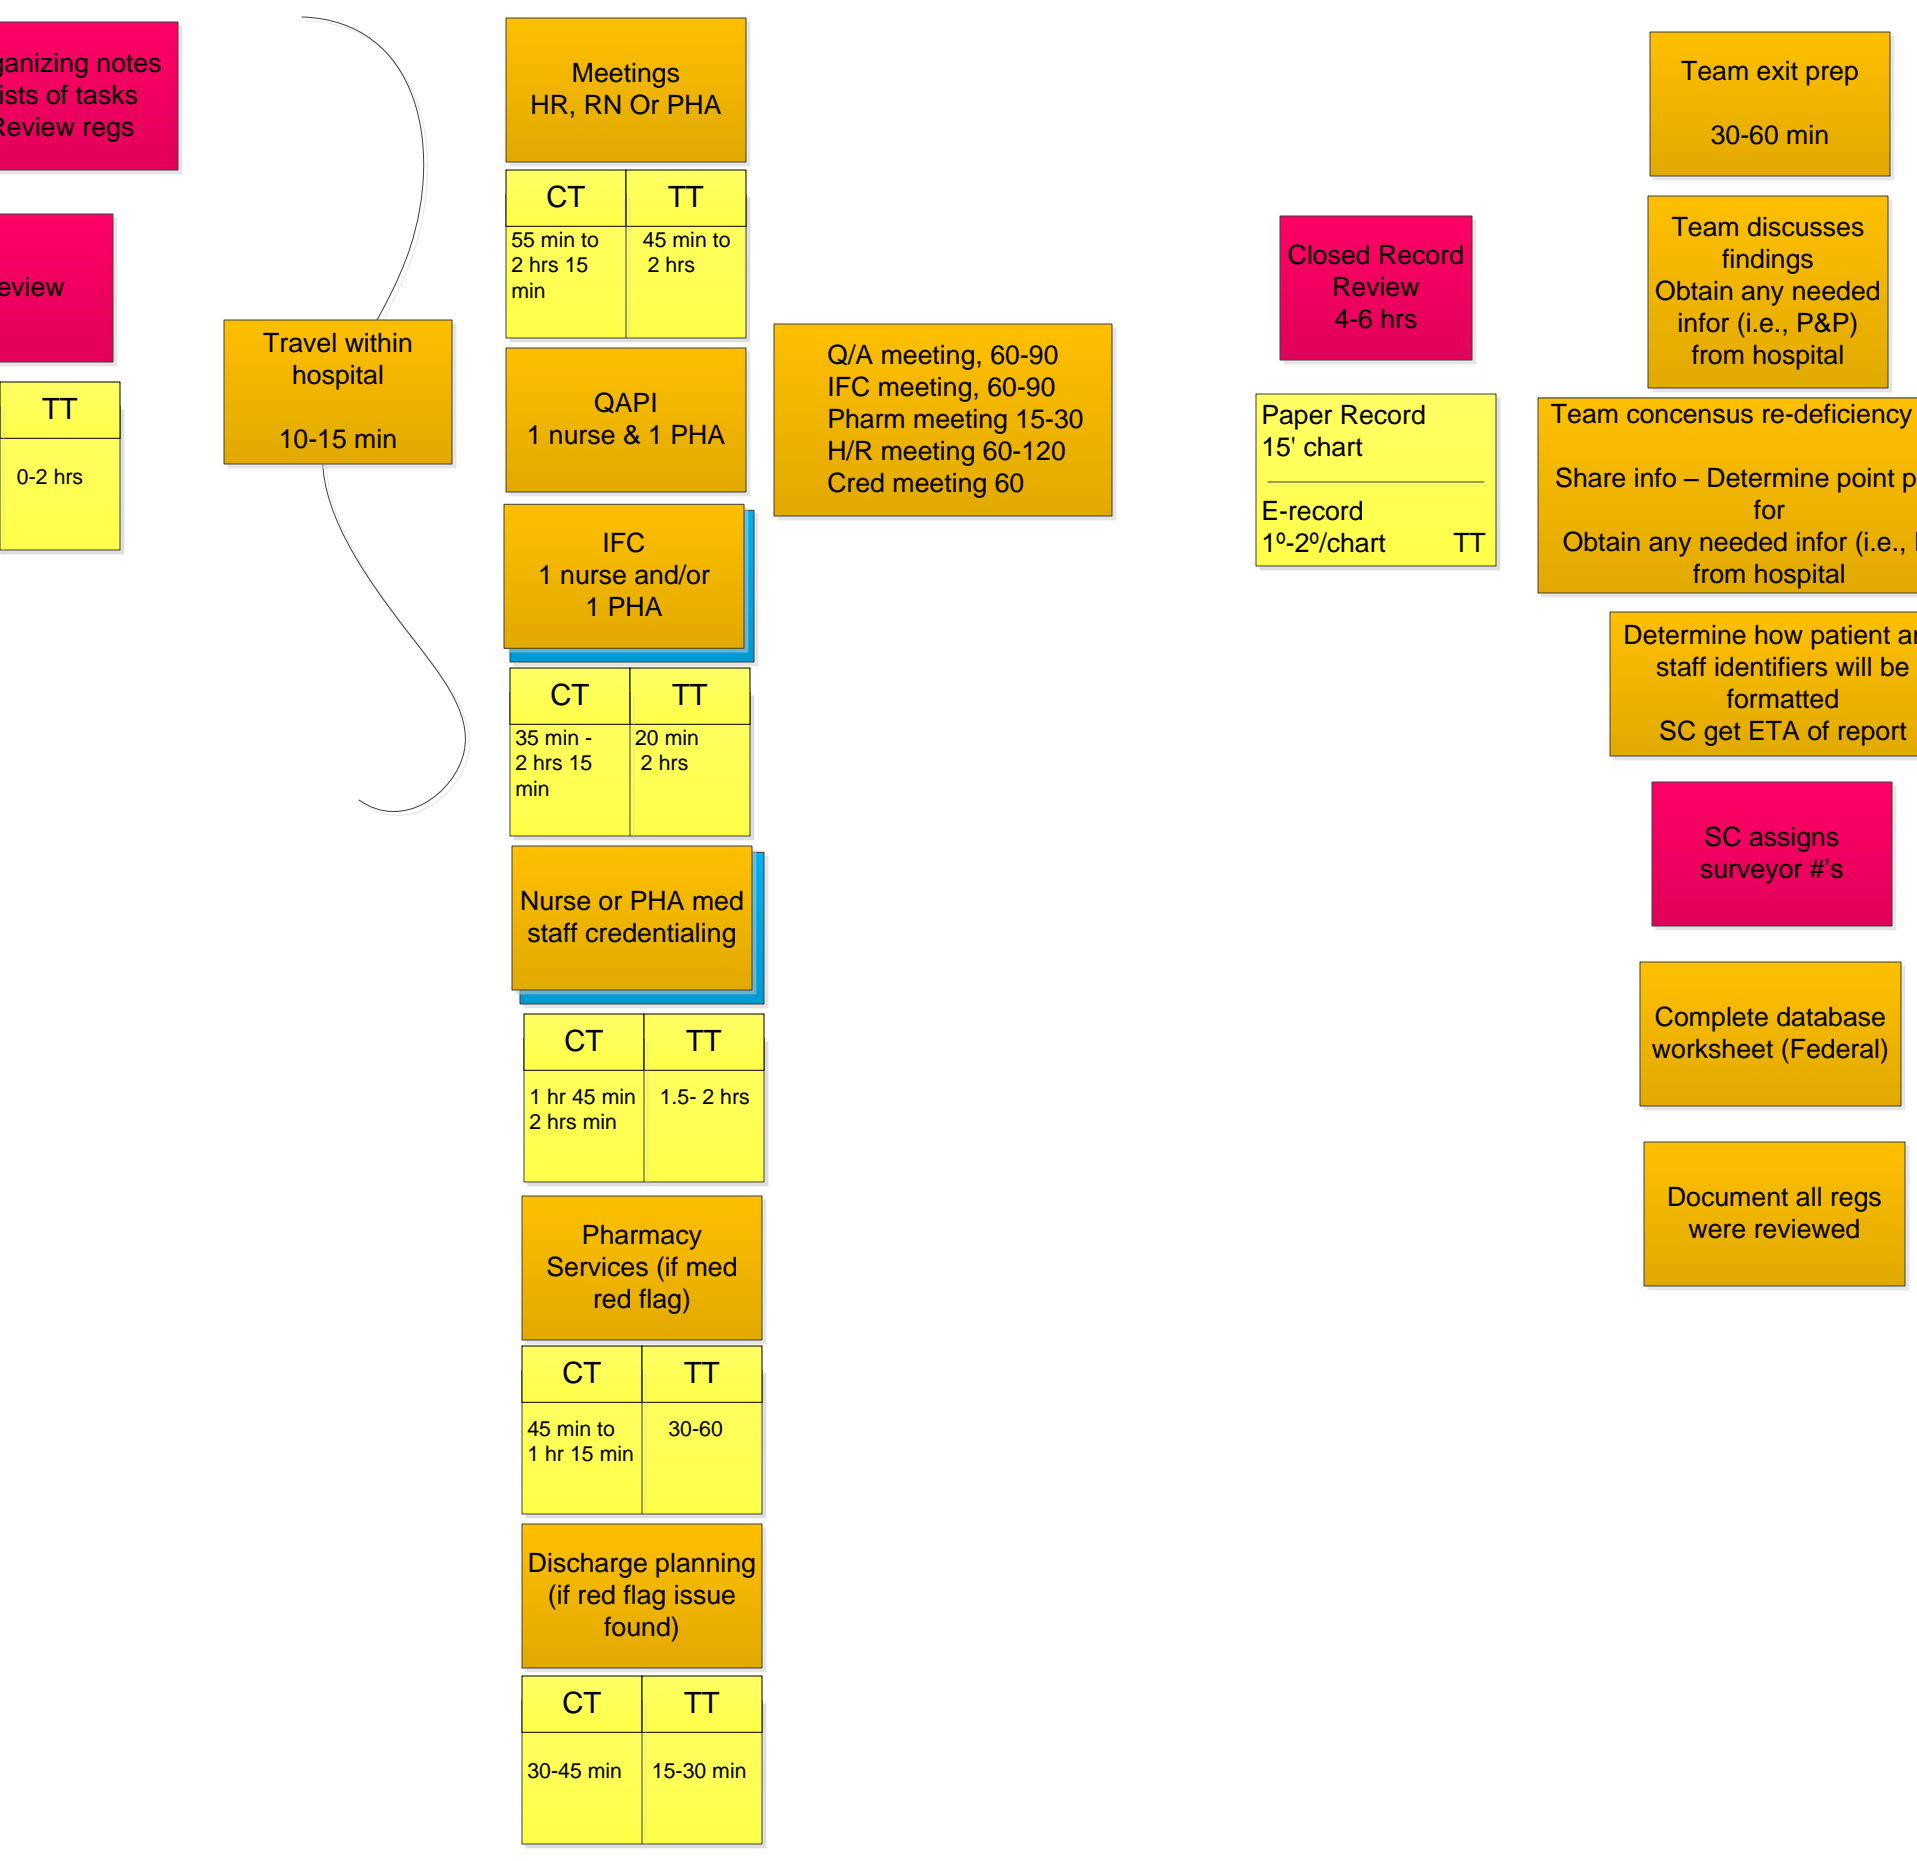 notes
of tasks
regs
TT
0-2 hrs
Travel within
hospital
10-15 min
Meetings
HR, RN Or PHA
CT TT
55 min to
2 hrs 15
min
45 min to
2 hrs
QAPI
1 nurse & 1 PHA
IFC
1 nurse and/or
1 PHA
CT TT
35 min -
2 hrs 15
min
20 min
2 hrs
Nurse or PHA med
staff credentialing
CT TT
1 hr 45 min
2 hrs min
1.5- 2 hrs
Pharmacy
Services (if med
red flag)
CT TT
45 min to
1 hr 15 min
30-60
Discharge planning
(if red flag issue
found)
CT TT
30-45 min
15-30 min
Q/A meeting, 60-90
IFC meeting, 60-90
Pharm meeting 15-30
H/R meeting 60-120
Cred meeting 60
Closed Record
Review
4-6 hrs
Paper Record
15' chart
E-record
1º-2º/chart TT
Team exit prep
30-60 min
Team discusses
findings
Obtain any needed
infor (i.e., P&P)
from hospital
Team concensus re-deficiency
Share info – Determine point
for
Obtain any needed infor (i.e.,
from hospital
Determine how patient
staff identifiers will be
formatted
SC get ETA of report
SC assigns
surveyor #'s
Complete database
worksheet (Federal)
Document all regs
were reviewed